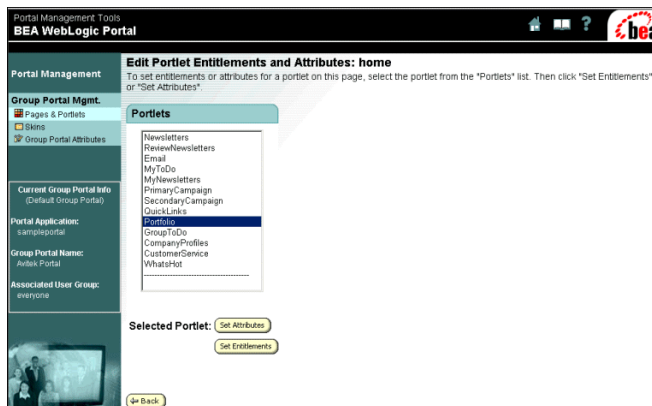 Portal Management Tools
BEA WebLogic Portal
?
bea
Portal Management
Group Portal Mgmt.
Pages & Portlets
Skins
Group Portal Attributes
Current Group Portal Info
(Default Group Portal)
Portal Application:
sampleportal
Group Portal Name:
Avitek Portal
Associated User Group:
everyone
Edit Portlet Entitlements and Attributes: home
To set entitlements or attributes for a portlet on this page, select the portlet from the "Portlets" list. Then click "Set Entitlements"
or "Set Attributes".
Portlets
Newsletters
ReviewNewsletters
Email
MyToDo
MyNewsletters
PrimaryCampaign
SecondaryCampaign
QuickLinks
Portfolio
GroupToDo
CompanyProfiles
CustomerService
WhatsHot
----------------------------------------
Selected Portlet: Set Attributes
Set Entitlements
Back